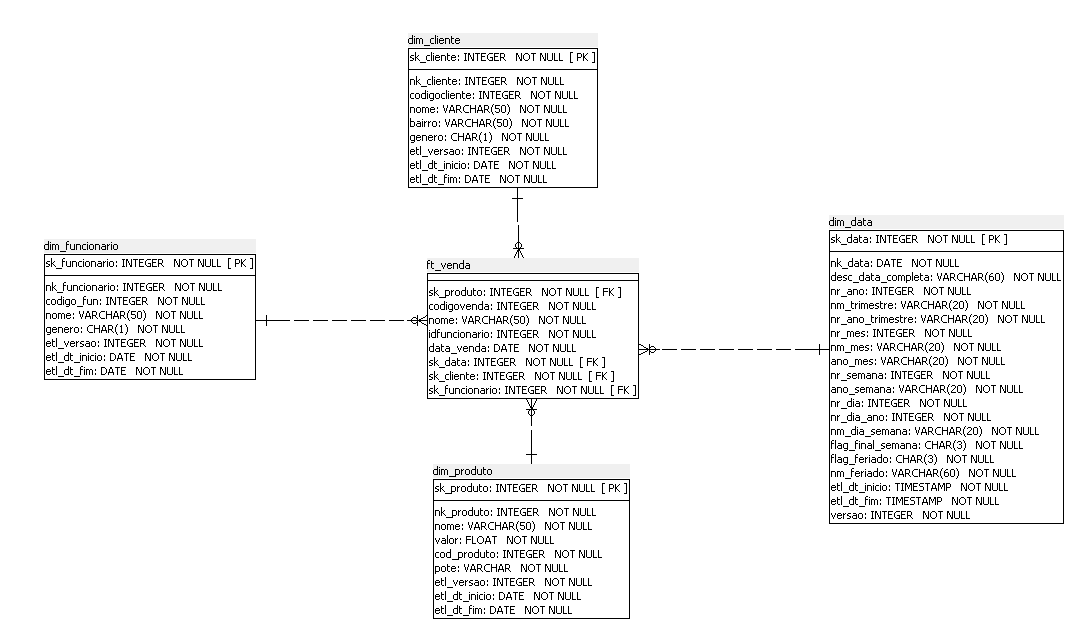 dim_cliente
sk_cliente: INTEGER NOT NULL [ PK ]
nk_cliente: INTEGER NOT NULL
codigocliente: INTEGER NOT NULL
nome: VARCHAR(50) NOT NULL
bairro: VARCHAR(50) NOT NULL
genero: CHAR(1) NOT NULL
etl_versao: INTEGER NOT NULL
etl_dt_inicio: DATE NOT NULL
etl_dt_fim: DATE NOT NULL
dim_funcionario
sk_funcionario: INTEGER NOT NULL [ PK ]
nk_funcionario: INTEGER NOT NULL
codigo_fun: INTEGER NOT NULL
nome: VARCHAR(50) NOT NULL
genero: CHAR(1) NOT NULL
etl_versao: INTEGER NOT NULL
etl_dt_inicio: DATE NOT NULL
etl_dt_fim: DATE NOT NULL
ft_venda
sk_produto: INTEGER NOT NULL [ FK ]
codigovenda: INTEGER NOT NULL
nome: VARCHAR(50) NOT NULL
idfuncionario: INTEGER NOT NULL
data_venda: DATE NOT NULL
sk_data: INTEGER NOT NULL [ FK ]
sk_cliente: INTEGER NOT NULL [ FK ]
sk_funcionario: INTEGER NOT NULL [ FK ]
dim_data
sk_data: INTEGER NOT NULL [ PK ]
nk_data: DATE NOT NULL
desc_data_completa: VARCHAR(60) NOT NULL
nr_ano: INTEGER NOT NULL
nm_trimestre: VARCHAR(20) NOT NULL
nr_ano_trimestre: VARCHAR(20) NOT NULL
nr_mes: INTEGER NOT NULL
nm_mes: VARCHAR(20) NOT NULL
ano_mes: VARCHAR(20) NOT NULL
nr_semana: INTEGER NOT NULL
ano_semana: VARCHAR(20) NOT NULL
nr_dia: INTEGER NOT NULL
nr_dia_ano: INTEGER NOT NULL
nm_dia_semana: VARCHAR(20) NOT NULL
flag_final_semana: CHAR(3) NOT NULL
flag_feriado: CHAR(3) NOT NULL
nm_feriado: VARCHAR(60) NOT NULL
etl_dt_inicio: TIMESTAMP NOT NULL
etl_dt_fim: TIMESTAMP NOT NULL
versao: INTEGER NOT NULL
dim_produto
sk_produto: INTEGER NOT NULL [ PK ]
nk_produto: INTEGER NOT NULL
nome: VARCHAR(50) NOT NULL
valor: FLOAT NOT NULL
cod_produto: INTEGER NOT NULL
pote: VARCHAR NOT NULL
etl_versao: INTEGER NOT NULL
etl_dt_inicio: DATE NOT NULL
etl_dt_fim: DATE NOT NULL